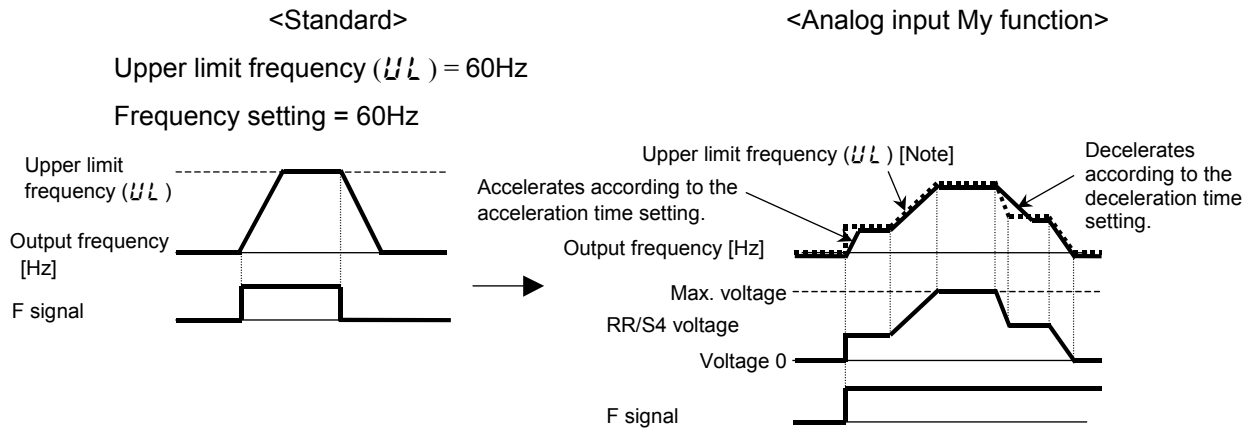 <Standard>
<Analog input My function>
Upper limit frequency (UL) = 60Hz
Frequency setting = 60Hz
Upper limit
frequency (UL)
Output frequency
[Hz]
F signal
Upper limit frequency (UL) [Note]
Accelerates according to the
acceleration time setting.
Decelerates
according to the
deceleration time
setting.
Output frequency [Hz]
Max. voltage
RR/S4 voltage
Voltage 0
F signal